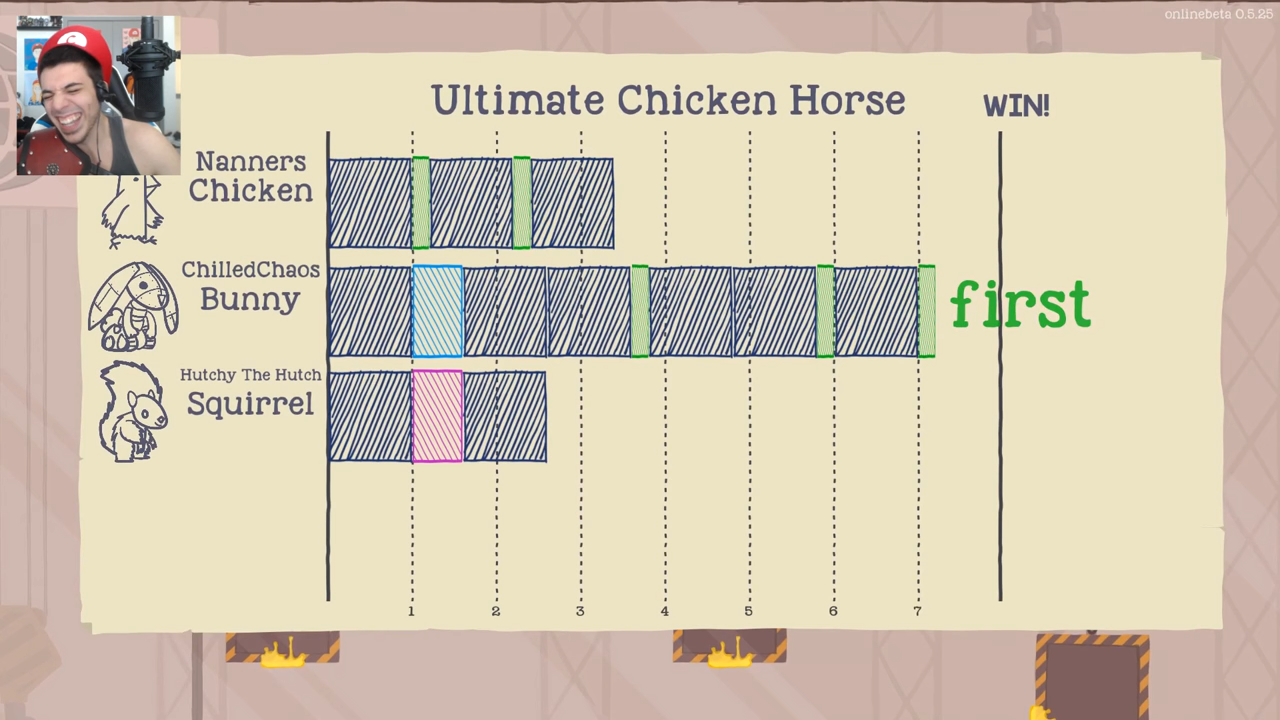 onlinebeta 0.5.25
Ultimate Chicken Horse
WIN!
Nanners
Chicken
ChilledChaos
Bunny
first
Hutchy The Hutch
Squirrel
1 2 3 4 5 6 7